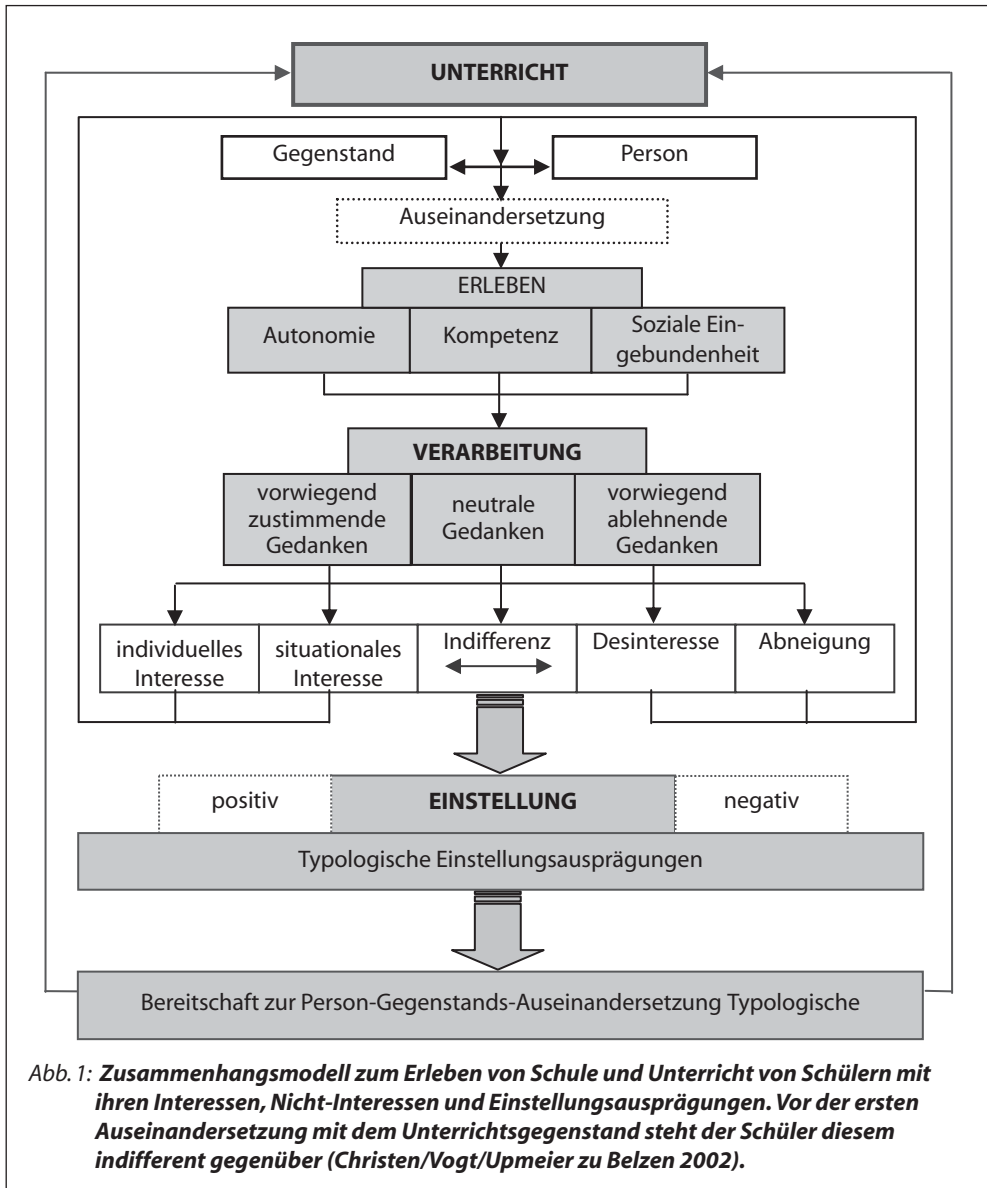 UNTERRICHT
Gegenstand
Person
Auseinandersetzung
ERLEBEN
Autonomie
Kompetenz
Soziale Ein-
gebundenheit
VERARBEITUNG
vorwiegend
zustimmende
Gedanken
neutrale
Gedanken
vorwiegend
ablehnende
Gedanken
individuelles
Interesse
situationales
Interesse
Indifferenz
Desinteresse
Abneigung
positiv
EINSTELLUNG
negativ
Typologische Einstellungsausprägungen
Bereitschaft zur Person-Gegenstands-Auseinandersetzung Typologische
Abb. 1: Zusammenhangsmodell zum Erleben von Schule und Unterricht von Schülern mit
ihren Interessen, Nicht-Interessen und Einstellungsausprägungen. Vor der ersten
Auseinandersetzung mit dem Unterrichtsgegenstand steht der Schüler diesem
indifferent gegenüber (Christen/Vogt/Upmeier zu Belzen 2002).